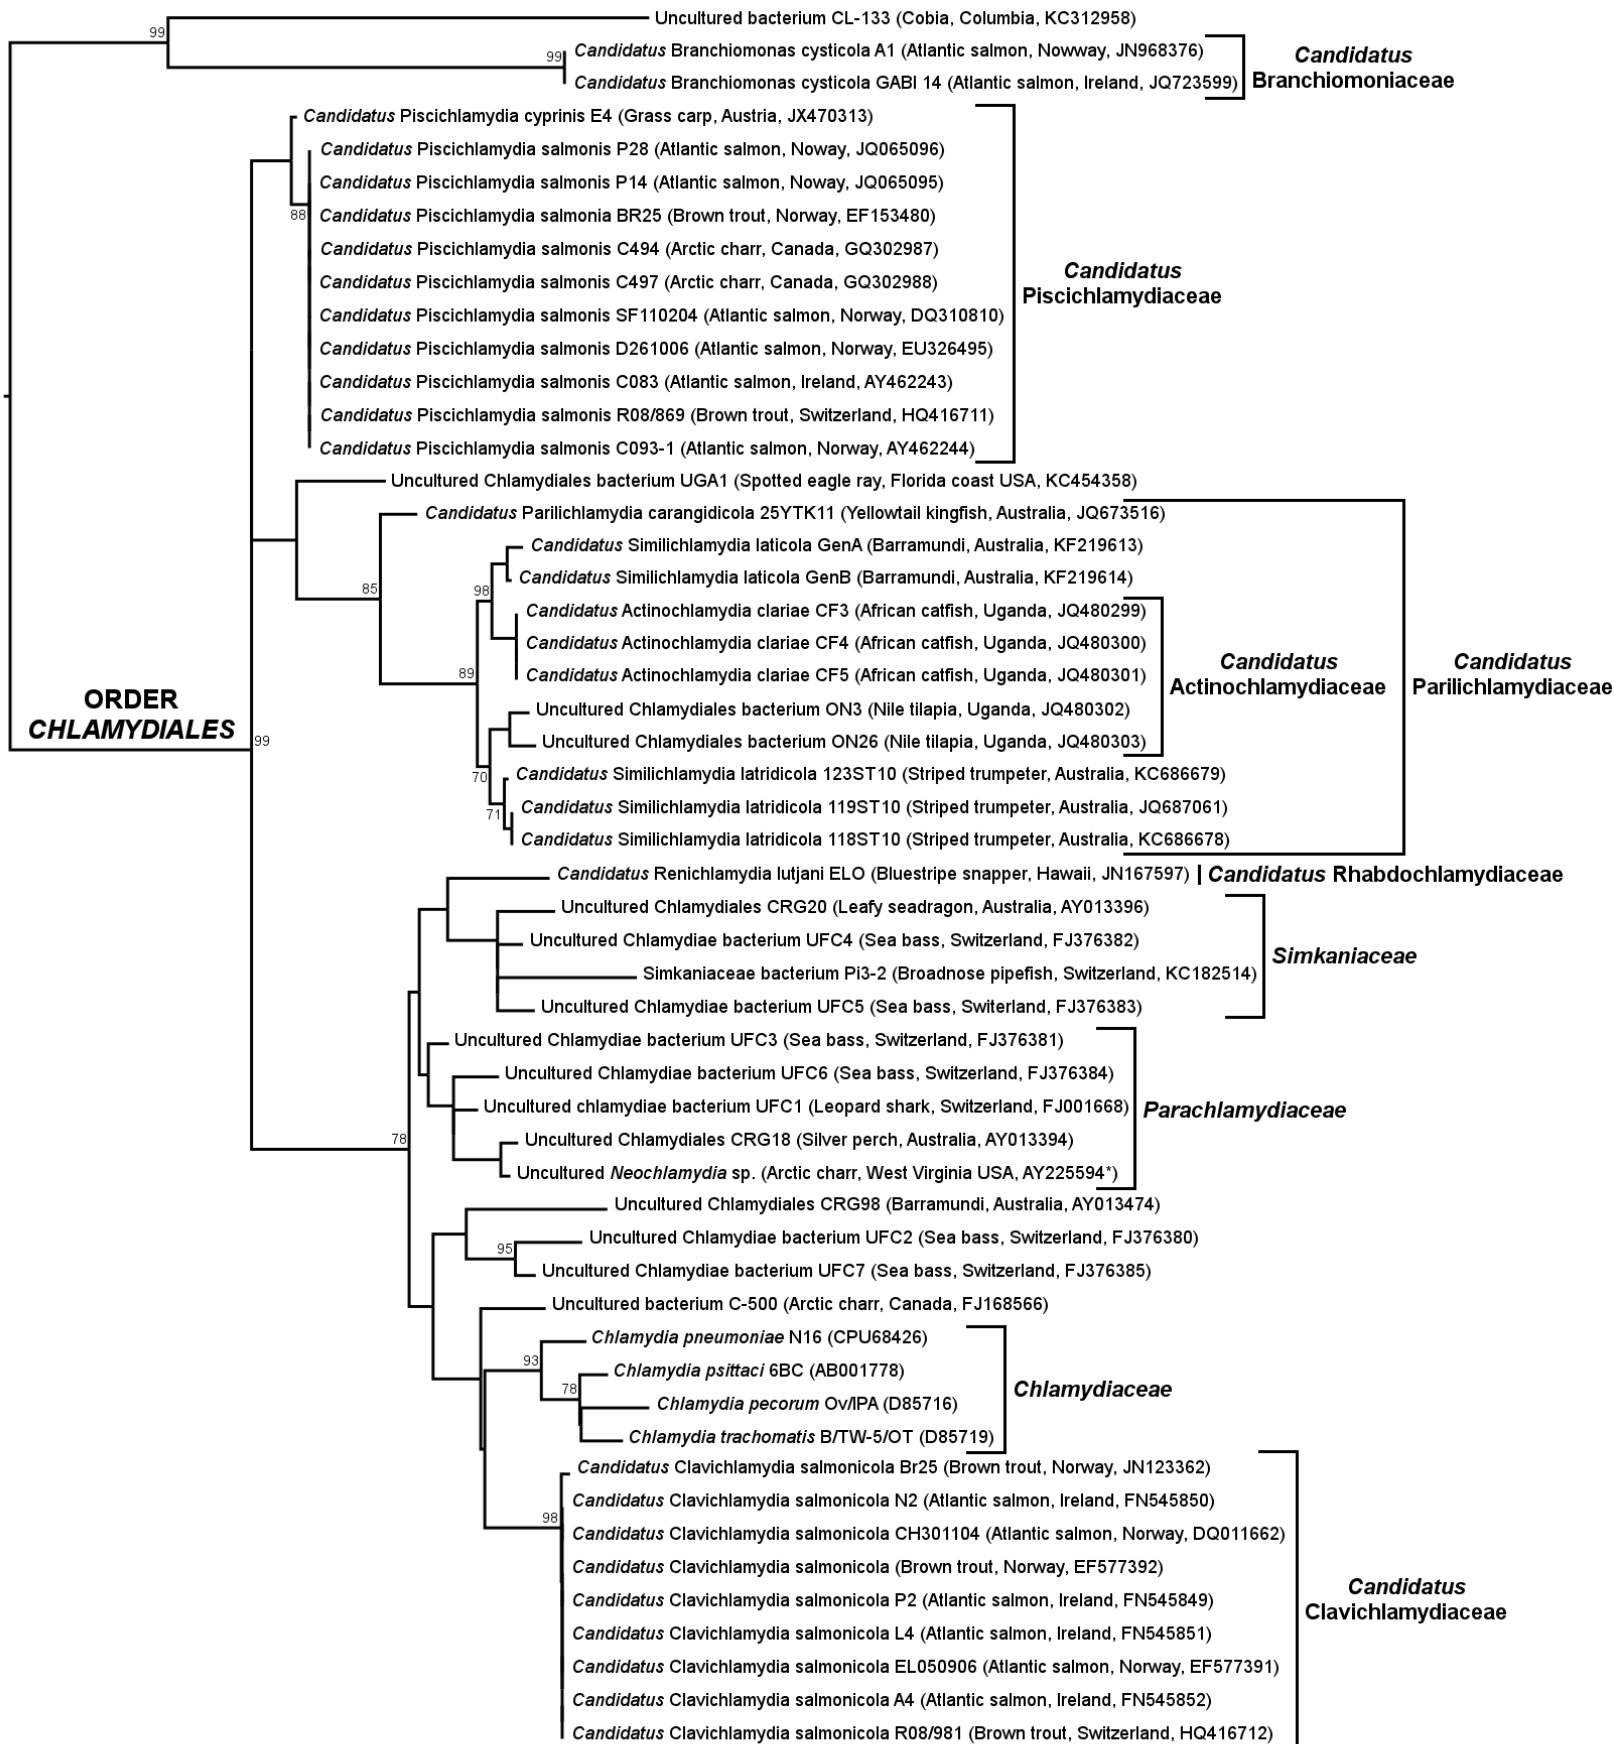 Uncultured bacterium CL-133 (Cobia, Columbia, KC312958)
99
Candidatus Branchiomonas cysticola A1 (Atlantic salmon, Nowway, JN968376)
99
Candidatus Branchiomonas cysticola GABI 14 (Atlantic salmon, Ireland, JQ723599)
Candidatus
Branchiomoniaceae
Candidatus Piscichlamydia cyprinis E4 (Grass carp, Austria, JX470313)
Candidatus Piscichlamydia salmonis P28 (Atlantic salmon, Noway, JQ065096)
Candidatus Piscichlamydia salmonis P14 (Atlantic salmon, Noway, JQ065095)
88
Candidatus Piscichlamydia salmonia BR25 (Brown trout, Norway, EF153480)
Candidatus Piscichlamydia salmonis C494 (Arctic charr, Canada, GQ302987)
Candidatus Piscichlamydia salmonis C497 (Arctic charr, Canada, GQ302988)
Candidatus Piscichlamydia salmonis SF110204 (Atlantic salmon, Norway, DQ310810)
Candidatus Piscichlamydia salmonis D261006 (Atlantic salmon, Norway, EU326495)
Candidatus Piscichlamydia salmonis C083 (Atlantic salmon, Ireland, AY462243)
Candidatus Piscichlamydia salmonis R08/869 (Brown trout, Switzerland, HQ416711)
Candidatus Piscichlamydia salmonis C093-1 (Atlantic salmon, Norway, AY462244)
Candidatus
Piscichlamydiaceae
Uncultured Chlamydiales bacterium UGA1 (Spotted eagle ray, Florida coast USA, KC454358)
Candidatus Parilichlamydia carangidicola 25YTK11 (Yellowtail kingfish, Australia, JQ673516)
Candidatus Similichlamydia laticola GenA (Barramundi, Australia, KF219613)
Candidatus Similichlamydia laticola GenB (Barramundi, Australia, KF219614)
85
98
Candidatus Actinochlamydia clariae CF3 (African catfish, Uganda, JQ480299)
Candidatus Actinochlamydia clariae CF4 (African catfish, Uganda, JQ480300)
89
Candidatus Actinochlamydia clariae CF5 (African catfish, Uganda, JQ480301)
Uncultured Chlamydiales bacterium ON3 (Nile tilapia, Uganda, JQ480302)
Uncultured Chlamydiales bacterium ON26 (Nile tilapia, Uganda, JQ480303)
Candidatus
Actinochlamydiaceae
Candidatus
Parilichlamydiaceae
ORDER
CHLAMYDIALES
99
70
Candidatus Similichlamydia latridicola 123ST10 (Striped trumpeter, Australia, KC686679)
71
Candidatus Similichlamydia latridicola 119ST10 (Striped trumpeter, Australia, JQ687061)
Candidatus Similichlamydia latridicola 118ST10 (Striped trumpeter, Australia, KC686678)
Candidatus Renichlamydia lutjani ELO (Bluestripe snapper, Hawaii, JN167597) | Candidatus Rhabdochlamydiaceae
Uncultured Chlamydiales CRG20 (Leafy seadragon, Australia, AY013396)
Uncultured Chlamydiae bacterium UFC4 (Sea bass, Switzerland, FJ376382)
Simkaniaceae bacterium Pi3-2 (Broadnose pipefish, Switzerland, KC182514)
Uncultured Chlamydiae bacterium UFC5 (Sea bass, Switerland, FJ376383)
Simkaniaceae
Uncultured Chlamydiae bacterium UFC3 (Sea bass, Switzerland, FJ376381)
Uncultured Chlamydiae bacterium UFC6 (Sea bass, Switzerland, FJ376384)
Uncultured chlamydiae bacterium UFC1 (Leopard shark, Switzerland, FJ001668)
78
Uncultured Chlamydiales CRG18 (Silver perch, Australia, AY013394)
Uncultured Neochlamydia sp. (Arctic charr, West Virginia USA, AY225594*)
Parachlamydiaceae
Uncultured Chlamydiales CRG98 (Barramundi, Australia, AY013474)
95
Uncultured Chlamydiae bacterium UFC2 (Sea bass, Switzerland, FJ376380)
Uncultured Chlamydiae bacterium UFC7 (Sea bass, Switzerland, FJ376385)
Uncultured bacterium C-500 (Arctic charr, Canada, FJ168566)
Chlamydia pneumoniae N16 (CPU68426)
93
Chlamydia psittaci 6BC (AB001778)
78
Chlamydia pecorum Ov/IPA (D85716)
Chlamydia trachomatis B/TW-5/OT (D85719)
Chlamydiaceae
Candidatus Clavichlamydia salmonicola Br25 (Brown trout, Norway, JN123362)
Candidatus Clavichlamydia salmonicola N2 (Atlantic salmon, Ireland, FN545850)
98
Candidatus Clavichlamydia salmonicola CH301104 (Atlantic salmon, Norway, DQ011662)
Candidatus Clavichlamydia salmonicola (Brown trout, Norway, EF577392)
Candidatus Clavichlamydia salmonicola P2 (Atlantic salmon, Ireland, FN545849)
Candidatus Clavichlamydia salmonicola L4 (Atlantic salmon, Ireland, FN545851)
Candidatus Clavichlamydia salmonicola EL050906 (Atlantic salmon, Norway, EF577391)
Candidatus Clavichlamydia salmonicola A4 (Atlantic salmon, Ireland, FN545852)
Candidatus Clavichlamydia salmonicola R08/981 (Brown trout, Switzerland, HQ416712)
Candidatus
Clavichlamydiaceae